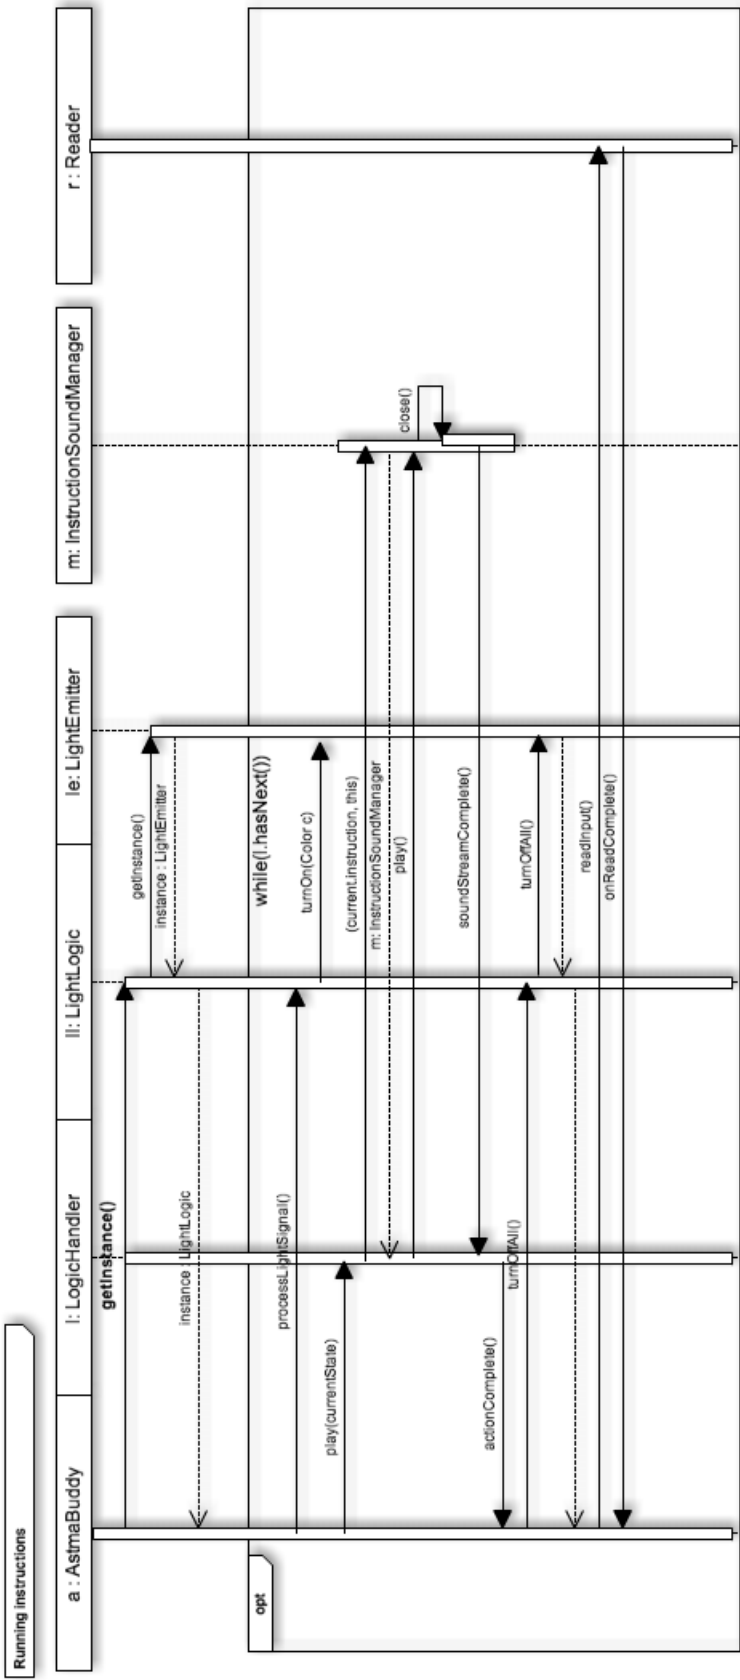 Running instructions
a : AstmaBuddy
l: LogicHandler
ll: LightLogic
le: LightEmitter
m: InstructionSoundManager
r : Reader
getInstance()
getInstance()
instance : LightEmitter
instance : LightLogic
opt
while(l.hasNext())
processLightSignal()
turnOn(Color c)
play(currentState)
(current.instruction, this)
m: InstructionSoundManager
play()
close()
soundStreamComplete()
actionComplete()
turnOffAll()
turnOffAll()
readInput()
onReadComplete()